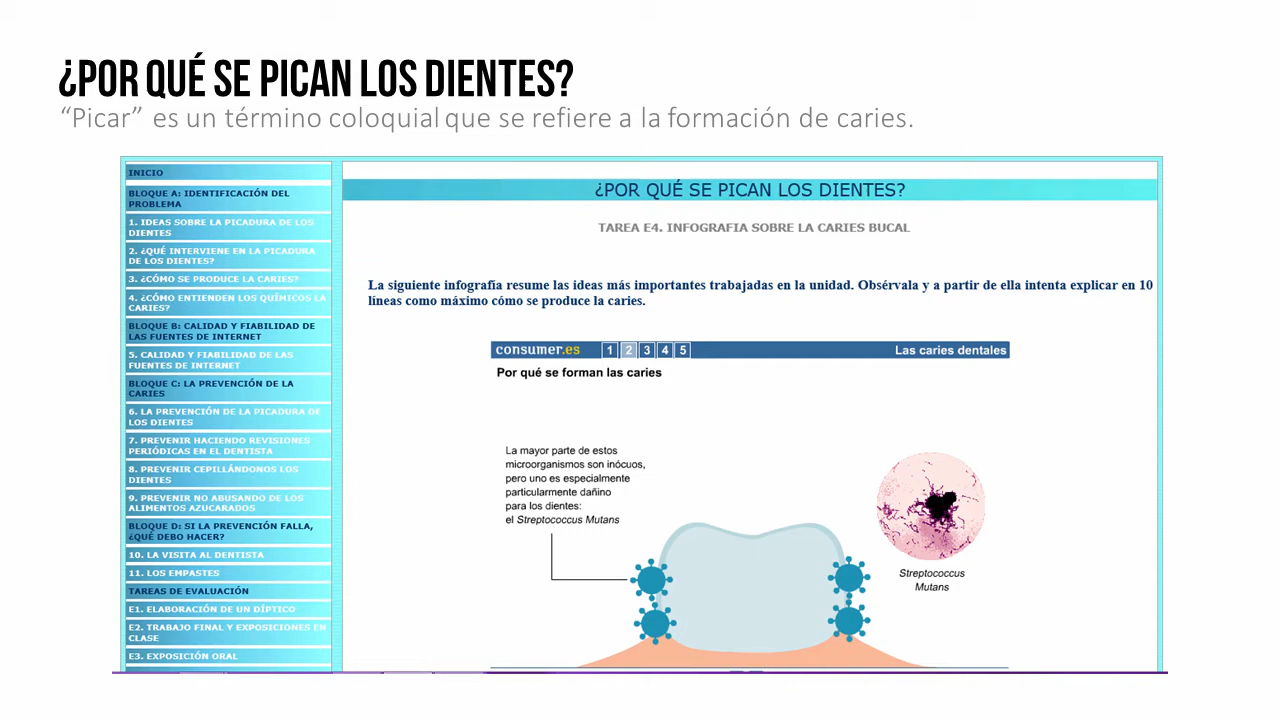 ¿POR QUÉ SE PICAN LOS DIENTES?
“Picar” es un término coloquial que se refiere a la formación de caries.
INICIO
BLOQUE A: IDENTIFICACIÓN DEL
PROBLEMA
1. IDEAS SOBRE LA PICADURA DE LOS
DIENTES
2. ¿QUÉ INTERVIENE EN LA PICADURA
DE LOS DIENTES?
3. ¿CÓMO SE PRODUCE LA CARIES?
4. ¿CÓMO ENTIENDEN LOS QUÍMICOS LA
CARIES?
BLOQUE B: CALIDAD Y FIABILIDAD DE
LAS FUENTES DE INTERNET
5. CALIDAD Y FIABILIDAD DE LAS
FUENTES DE INTERNET
BLOQUE C: LA PREVENCIÓN DE LA
CARIES
6. LA PREVENCIÓN DE LA PICADURA DE
LOS DIENTES
7. PREVENIR HACIENDO REVISIONES
PERIÓDICAS EN EL DENTISTA
8. PREVENIR CEPILLÁNDONOS LOS
DIENTES
9. PREVENIR NO ABUSANDO DE LOS
ALIMENTOS AZUCARADOS
BLOQUE D: SI LA PREVENCIÓN FALLA,
¿QUÉ DEBO HACER?
10. LA VISITA AL DENTISTA
11. LOS EMPASTES
TAREAS DE EVALUACIÓN
E1. ELABORACIÓN DE UN DÍPTICO
E2. TRABAJO FINAL Y EXPOSICIONES EN
CLASE
E3. EXPOSICIÓN ORAL
¿POR QUÉ SE PICAN LOS DIENTES?
TAREA E4. INFOGRAFIA SOBRE LA CARIES BUCAL
La siguiente infografía resume las ideas más importantes trabajadas en la unidad. Obsérvala y a partir de ella intenta explicar en 10
líneas como máximo cómo se produce la caries.
consumer.es 1 2 3 4 5 Las caries dentales
Por qué se forman las caries
La mayor parte de estos
microorganismos son inócuos,
pero uno es especialmente
particularmente dañino
para los dientes:
el Streptococcus Mutans
Streptococcus
Mutans